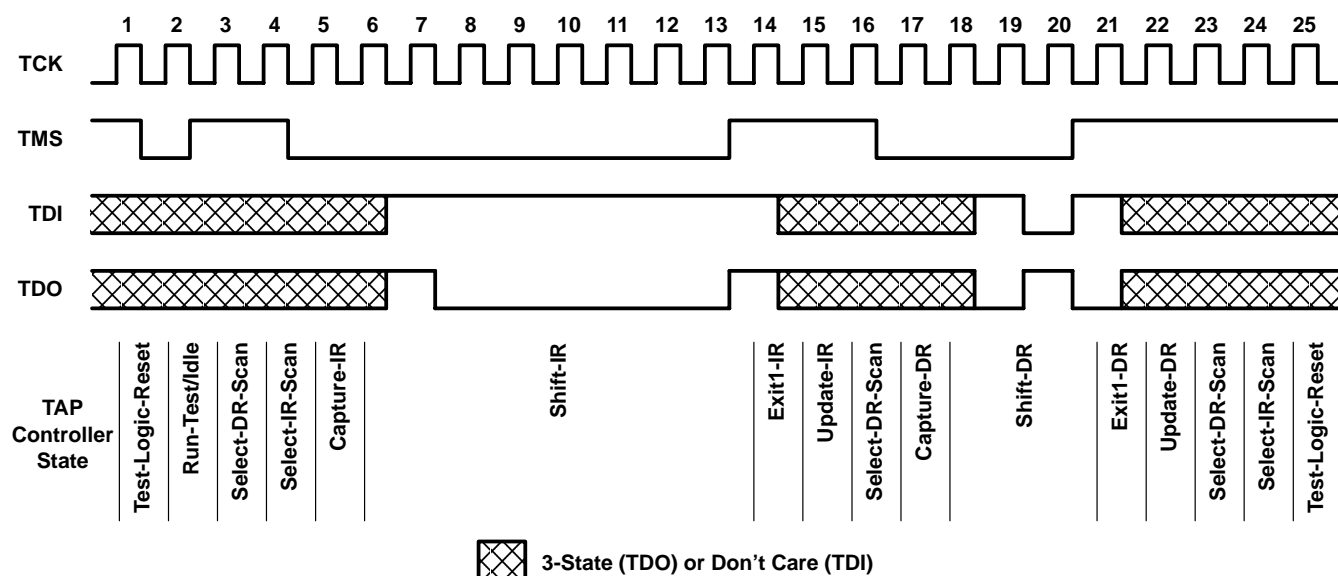 1 2 3 4 5 6 7 8 9 10 11 12 13 14 15 16 17 18 19 20 21 22 23 24 25
TCK
TMS
TDI
TDO
TAP
Controller
State
Test-Logic-Reset
Run-Test/Idle
Select-DR-Scan
Select-IR-Scan
Capture-IR
Shift-IR
Exit1-IR
Update-IR
Select-DR-Scan
Capture-DR
Shift-DR
Exit1-DR
Update-DR
Select-DR-Scan
Select-IR-Scan
Test-Logic-Reset
3-State (TDO) or Don’t Care (TDI)